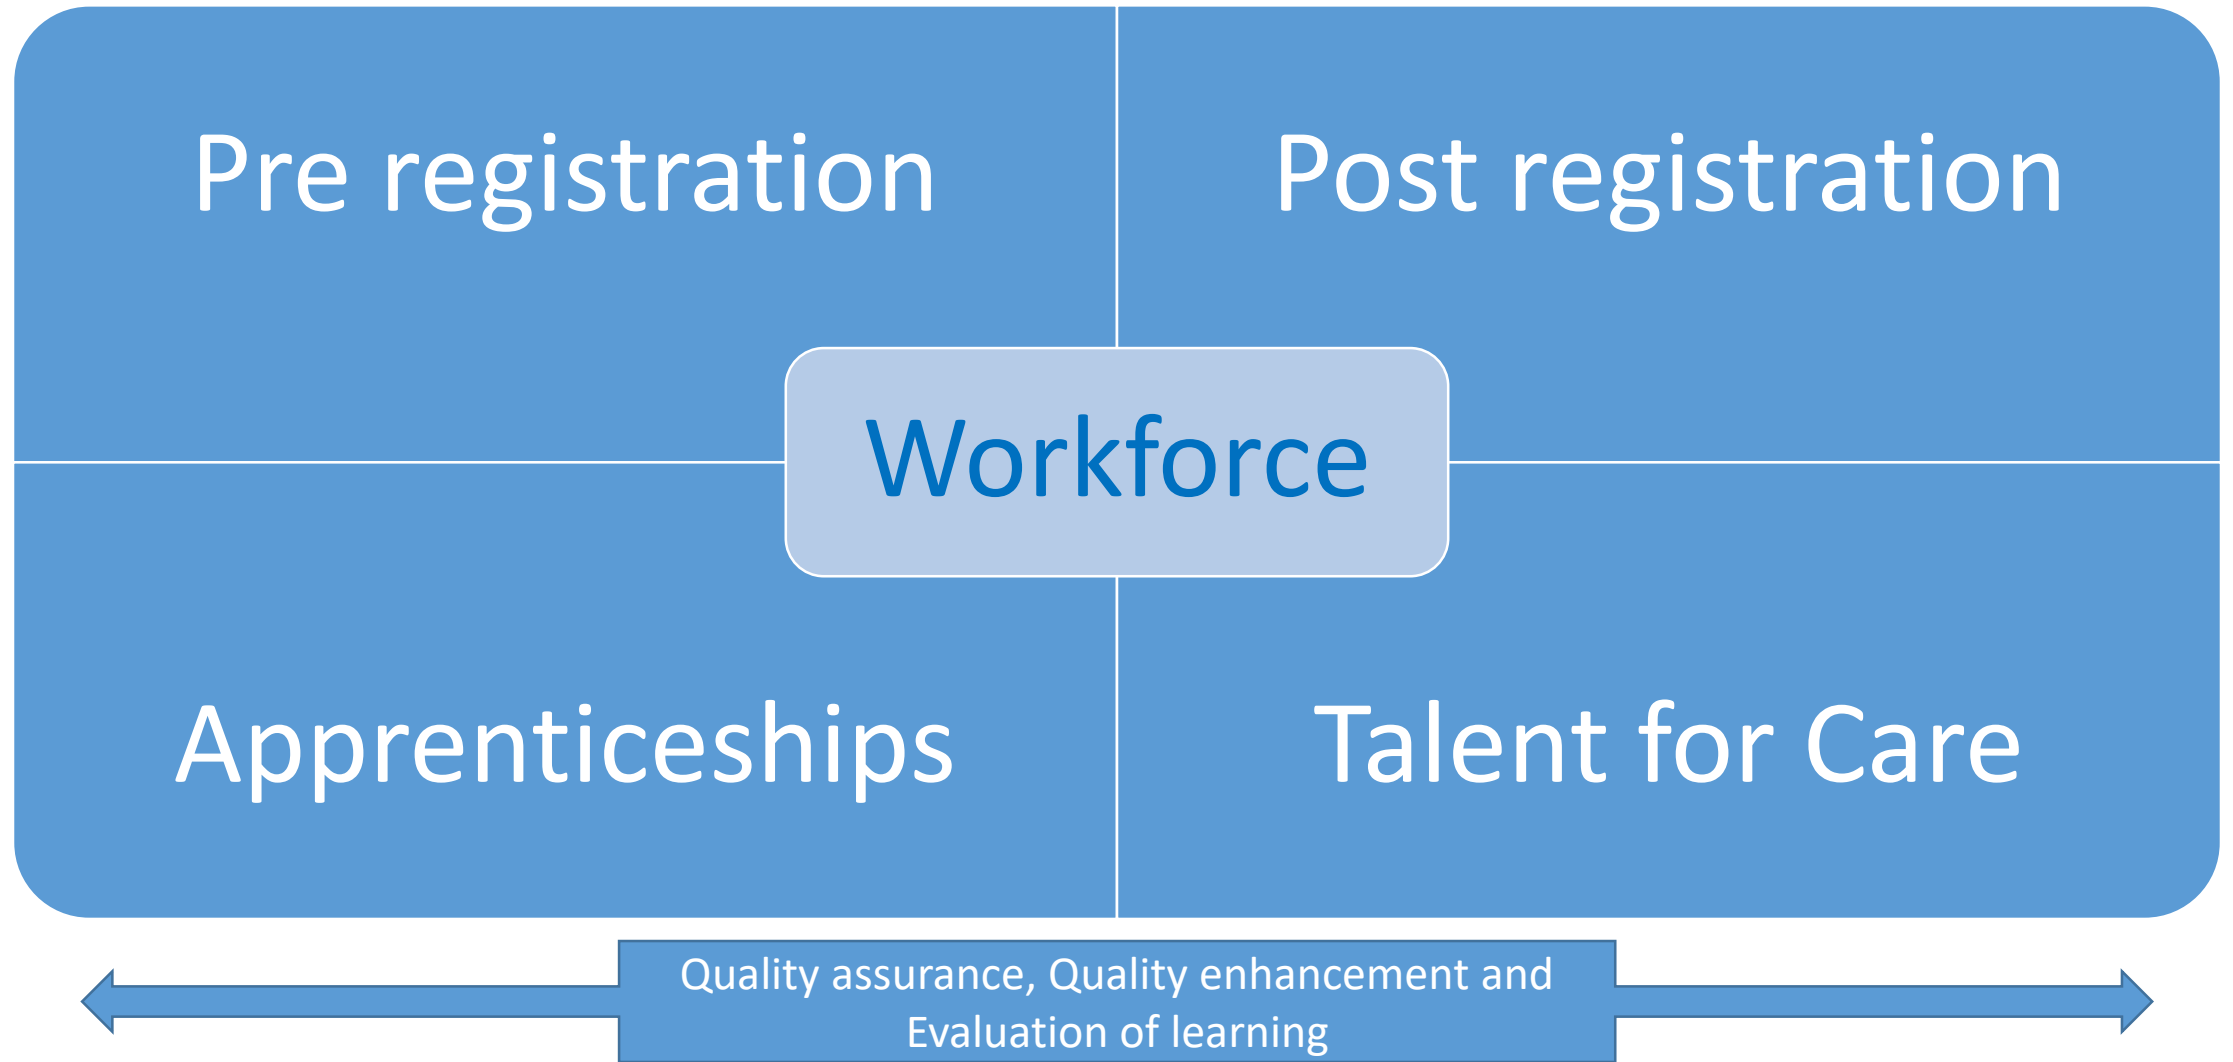 Pre registration
Post registration
Workforce
Apprenticeships
Talent for Care
Quality assurance, Quality enhancement and
Evaluation of learning